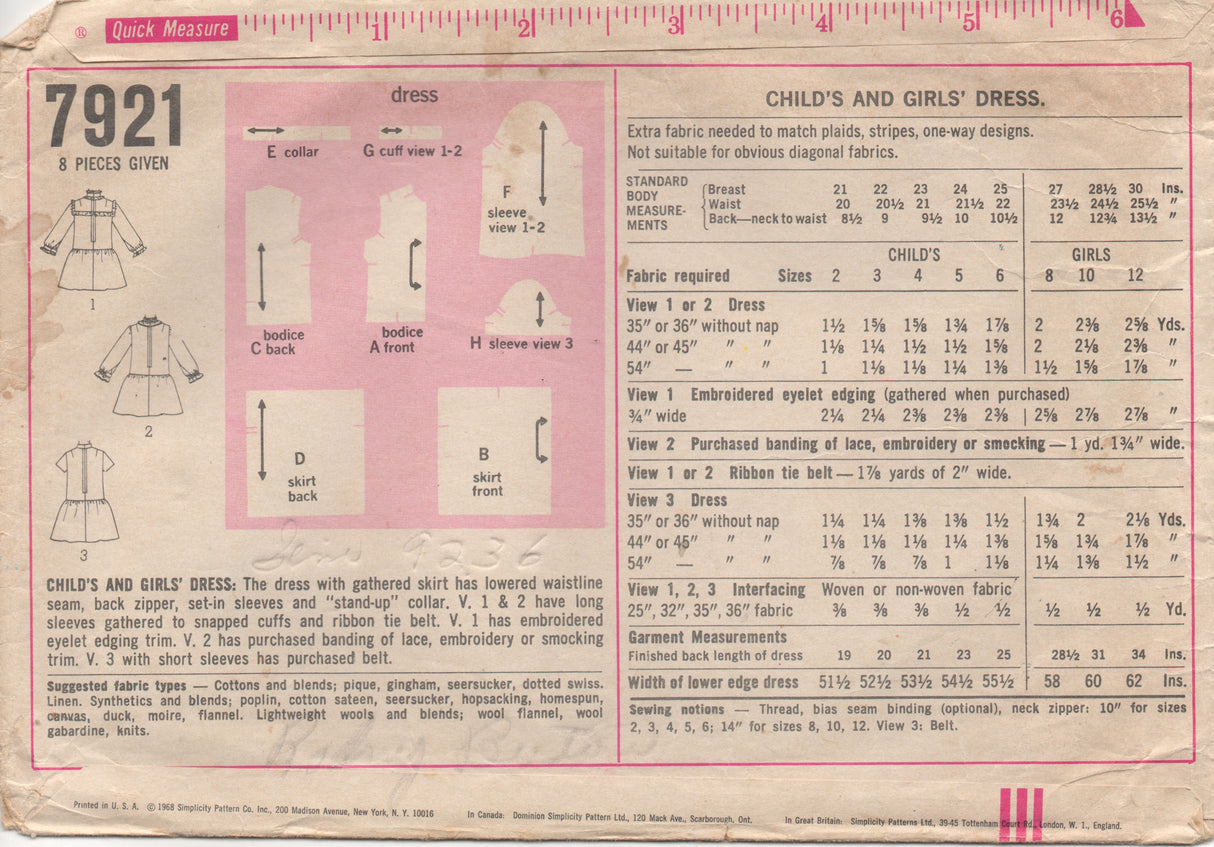 ® Quick Measure 1 2 3 4 5 6
7921
8 PIECES GIVEN
1
2
3
dress
E collar
G cuff view 1-2
F
sleeve
view 1-2
bodice
C back
bodice
A front
H sleeve view 3
D
skirt
back
B
skirt
front
9236
CHILD'S AND GIRLS' DRESS: The dress with gathered skirt has lowered waistline
seam, back zipper, set-in sleeves and "stand-up" collar. V. 1 & 2 have long
sleeves gathered to snapped cuffs and ribbon tie belt. V. 1 has embroidered
eyelet edging trim. V. 2 has purchased banding of lace, embroidery or smocking
trim. V. 3 with short sleeves has purchased belt.
Suggested fabric types — Cottons and blends; pique, gingham, seersucker, dotted swiss.
Linen. Synthetics and blends; poplin, cotton sateen, seersucker, hopsacking, homespun,
canvas, duck, moire, flannel. Lightweight wools and blends; wool flannel, wool
gabardine, knits.
CHILD'S AND GIRLS' DRESS.
Extra fabric needed to match plaids, stripes, one-way designs.
Not suitable for obvious diagonal fabrics.
STANDARD BODY MEASURE- MENTS
Breast 21 22 23 24 25 27 28½ 30 Ins.
Waist 20 20½ 21 21½ 22 23½ 24½ 25½ "
Back—neck to waist 8½ 9 9½ 10 10½ 12 12¾ 13½ "
CHILD'S GIRLS
Fabric required Sizes 2 3 4 5 6 8 10 12
View 1 or 2 Dress
35" or 36" without nap 1½ 1⅝ 1⅝ 1¾ 1⅞ 2 2⅜ 2⅝ Yds.
44" or 45" " " 1⅛ 1¼ 1½ 1½ 1⅝ 2 2⅛ 2⅜ "
54" — " " 1 1⅛ 1⅛ 1¼ 1⅜ 1½ 1⅝ 1⅞ "
View 1 Embroidered eyelet edging (gathered when purchased)
¾" wide 2¼ 2¼ 2⅜ 2⅜ 2⅜ 2⅝ 2⅞ 2⅞ "
View 2 Purchased banding of lace, embroidery or smocking — 1 yd. 1¾" wide.
View 1 or 2 Ribbon tie belt — 1⅞ yards of 2" wide.
View 3 Dress
35" or 36" without nap 1¼ 1¼ 1⅜ 1⅜ 1½ 1¾ 2 2⅛ Yds.
44" or 45" " " 1⅛ 1⅛ 1⅛ 1¼ 1⅜ 1⅝ 1¾ 1⅞ "
54" — " " ⅞ ⅞ ⅞ 1 1⅛ 1¼ 1⅜ 1½ "
View 1, 2, 3 Interfacing Woven or non-woven fabric
25", 32", 35", 36" fabric ⅜ ⅜ ⅜ ½ ½ ½ ½ ½ Yd.
Garment Measurements
Finished back length of dress 19 20 21 23 25 28½ 31 34 Ins.
Width of lower edge dress 51½ 52½ 53½ 54½ 55½ 58 60 62 Ins.
Sewing notions — Thread, bias seam binding (optional), neck zipper: 10" for sizes
2, 3, 4, 5, 6; 14" for sizes 8, 10, 12. View 3: Belt.
Printed in U. S. A. © 1968 Simplicity Pattern Co. Inc., 200 Madison Avenue, New York, N. Y. 10016 In Canada: Dominion Simplicity Pattern Ltd., 120 Mack Ave., Scarborough, Ont. In Great Britain: Simplicity Patterns Ltd., 39-45 Tottenham Court Rd., London, W. 1., England.